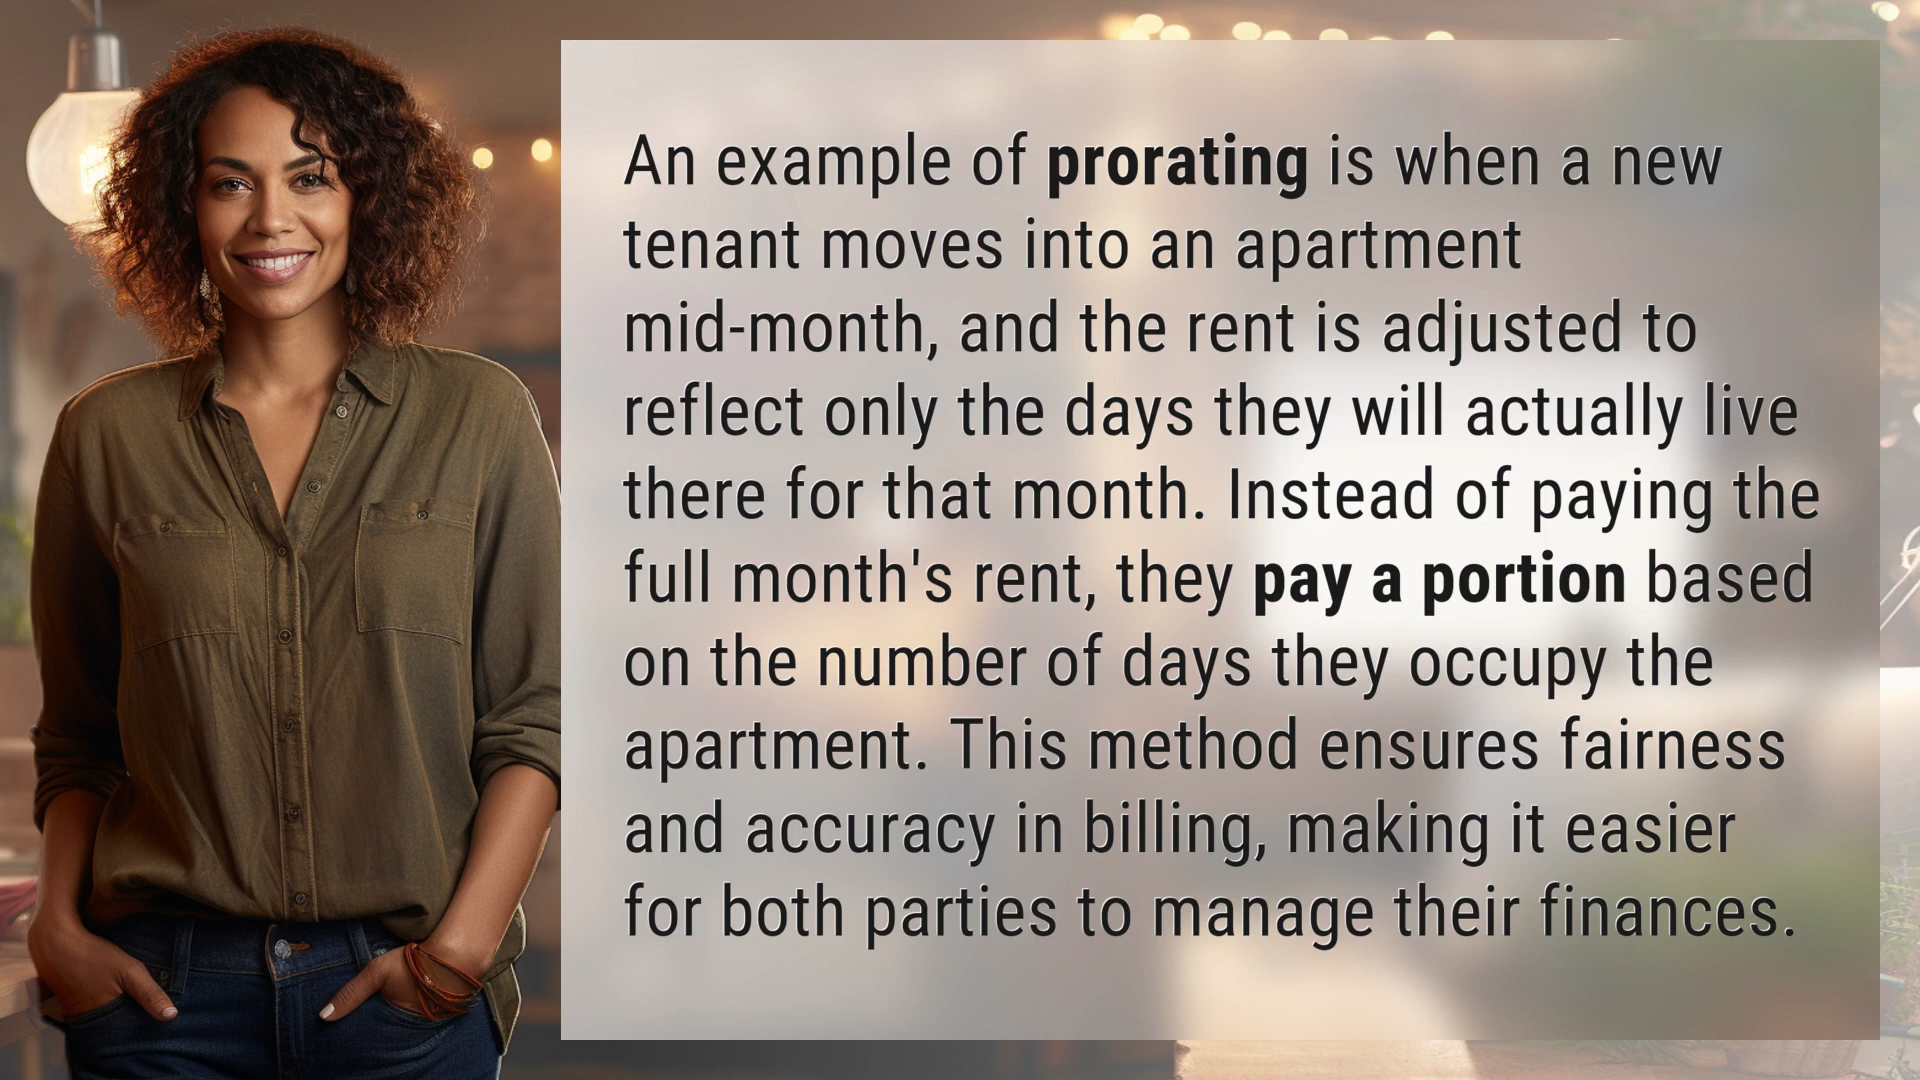 An example of prorating is when a new
tenant moves into an apartment
mid-month, and the rent is adjusted to
reflect only the days they will actually live
there for that month. Instead of paying the
full month's rent, they pay a portion based
on the number of days they occupy the
apartment. This method ensures fairness
and accuracy in billing, making it easier
for both parties to manage their finances.